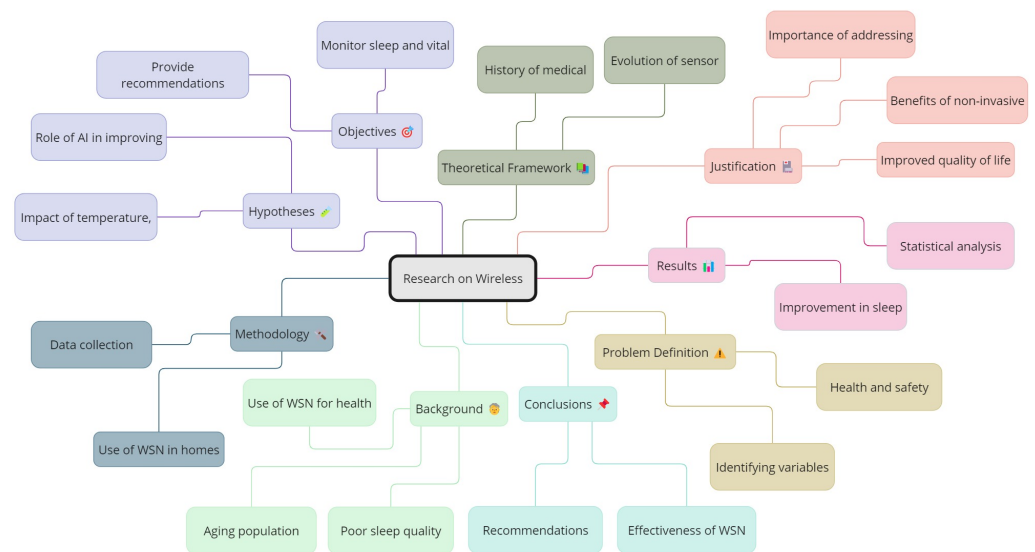 Importance of addressing
Monitor sleep and vital
Evolution of sensor
Provide
recommendations
History of medical
Benefits of non-invasive
Role of AI in improving
Objectives 🎯
Theoretical Framework 📚
Justification
Improved quality of life
Impact of temperature,
Hypotheses 🧪
Statistical analysis
Results 📊
Research on Wireless
Improvement in sleep
Methodology
Data collection
Problem Definition ⚠️
Health and safety
Use of WSN for health
Background
Conclusions 📌
Use of WSN in homes
Identifying variables
Aging population
Poor sleep quality
Recommendations
Effectiveness of WSN